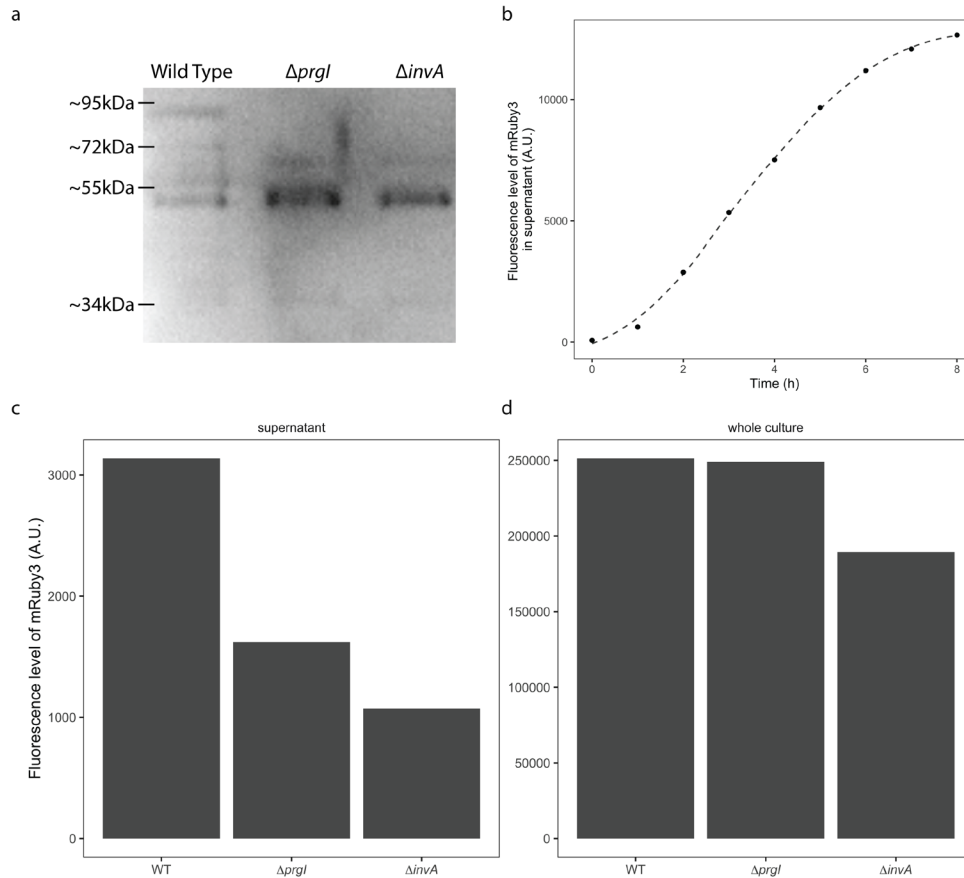 a
Wild Type ΔprgI ΔinvA
~95kDa
~72kDa
~55kDa
~34kDa
b
Fluorescence level of mRuby3
in supernatant (A.U.)
10000
5000
0
0 2 4 6 8
Time (h)
c
supernatant
Fluorescence level of mRuby3 (A.U.)
3000
2000
1000
0
WT ΔprgI ΔinvA
d
whole culture
250000
200000
150000
100000
50000
0
WT ΔprgI ΔinvA